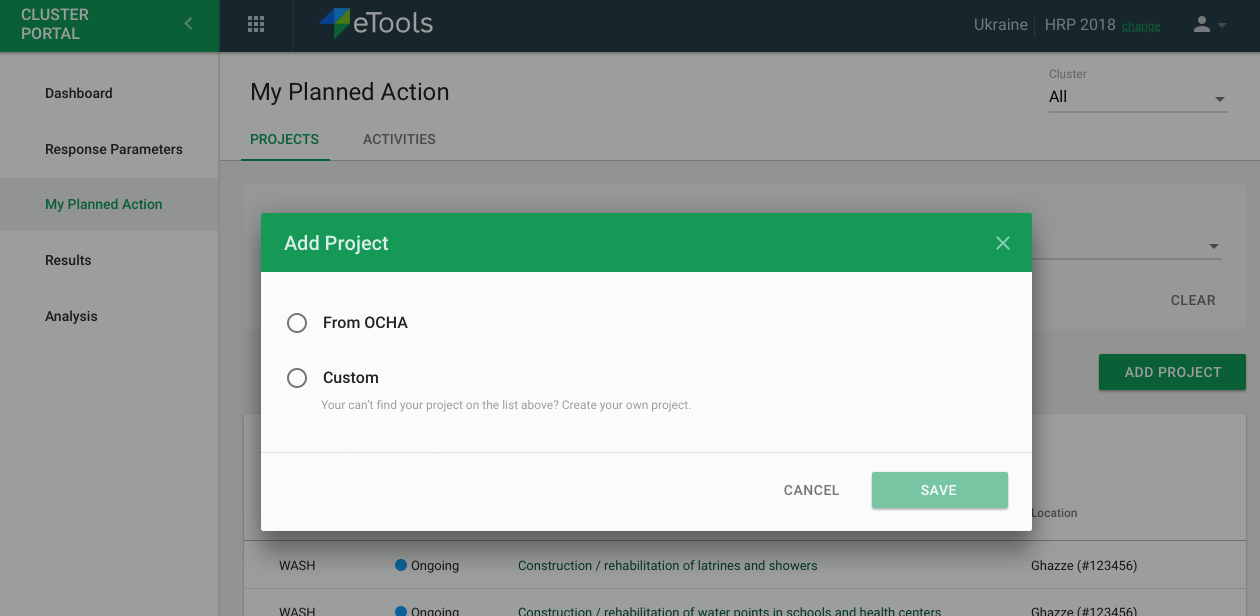 CLUSTER
PORTAL
eTools
Ukraine HRP 2018 change
Dashboard
Response Parameters
My Planned Action
Results
Analysis
My Planned Action
Cluster
All
PROJECTS ACTIVITIES
Add Project
From OCHA
Custom
Your can't find your project on the list above? Create your own project.
CANCEL SAVE
CLEAR
ADD PROJECT
Location
WASH Ongoing Construction / rehabilitation of latrines and showers Ghazze (#123456)
WASH Ongoing Construction / rehabilitation of water points in schools and health centers Ghazze (#123456)